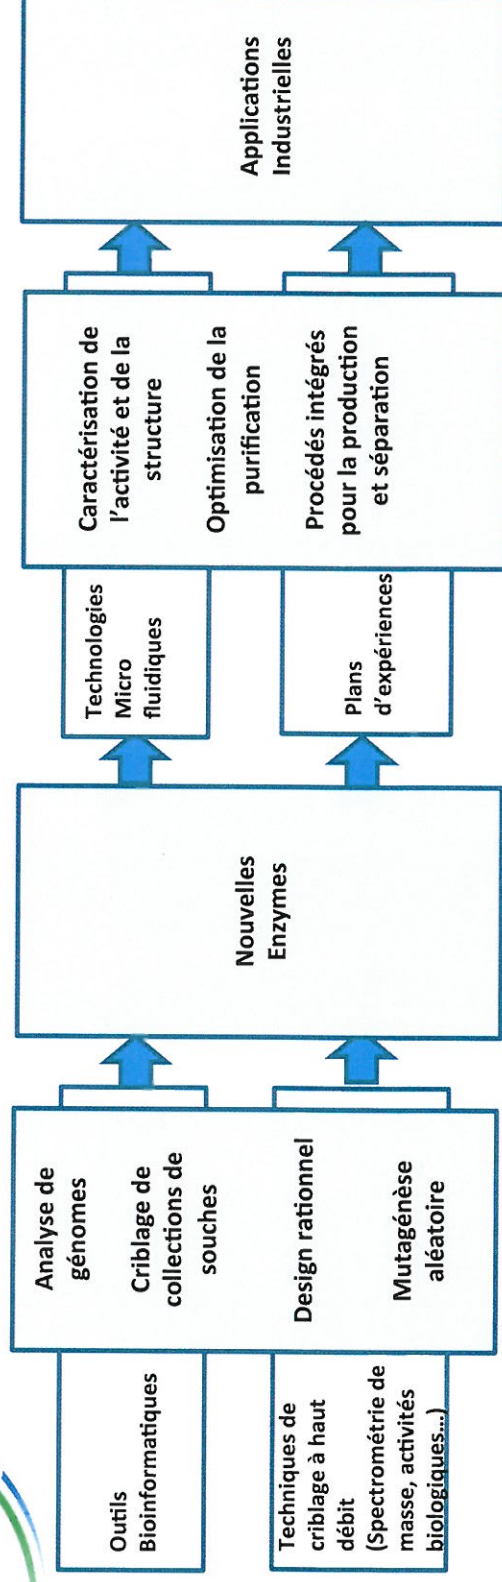 Outils
Bioinformatiques
Techniques de
criblage à haut
débit
(Spectrométrie de
masse, activités
biologiques...)
Analyse de
génomes
Criblage de
collections de
souches
Design rationnel
Mutagénèse
aléatoire
Nouvelles
Enzymes
Technologies
Micro
fluidiques
Plans
d'expériences
Caractérisation de
l'activité et de la
structure
Optimisation de la
purification
Procédés intégrés
pour la production
et séparation
Applications
Industrielles